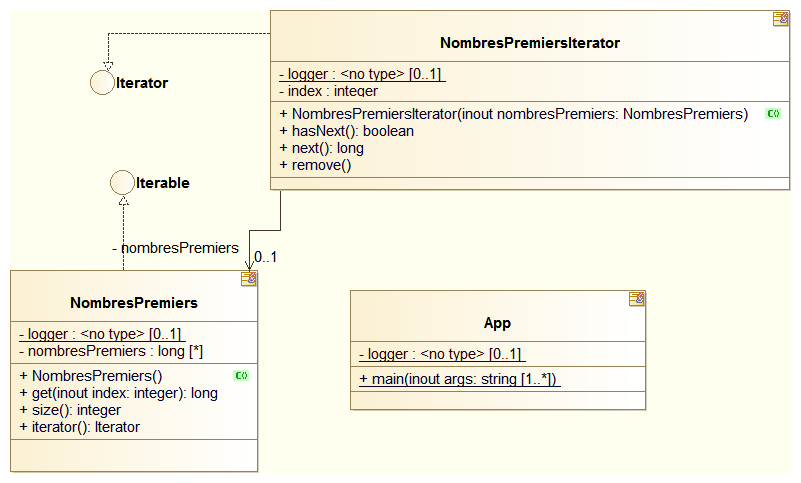 NombresPremiersIterator
- logger : <no type> [0..1]
- index : integer
+ NombresPremiersIterator(inout nombresPremiers: NombresPremiers)
C()
+ hasNext(): boolean
+ next(): long
+ remove()
Iterator
Iterable
- nombresPremiers
0..1
NombresPremiers
- logger : <no type> [0..1]
- nombresPremiers : long [*]
+ NombresPremiers()
C()
+ get(inout index: integer): long
+ size(): integer
+ iterator(): Iterator
App
- logger : <no type> [0..1]
+ main(inout args: string [1..*])